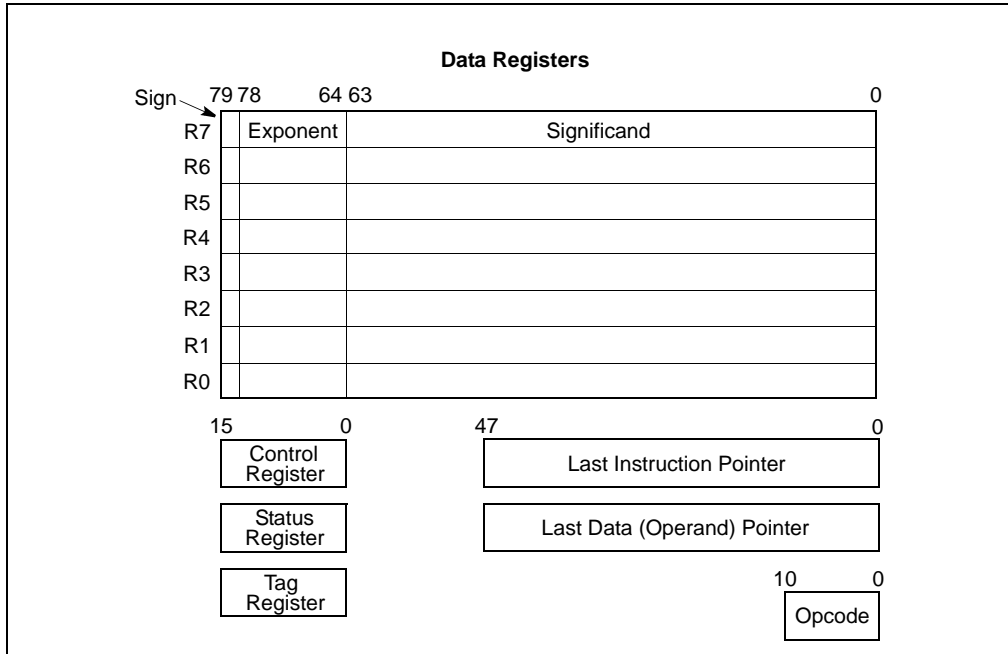 Data Registers
Sign 79 78 64 63 0
R7 Exponent Significand
R6
R5
R4
R3
R2
R1
R0
15 0 47 0
Control
Register
Last Instruction Pointer
Status
Register
Last Data (Operand) Pointer
Tag
Register
10 0
Opcode